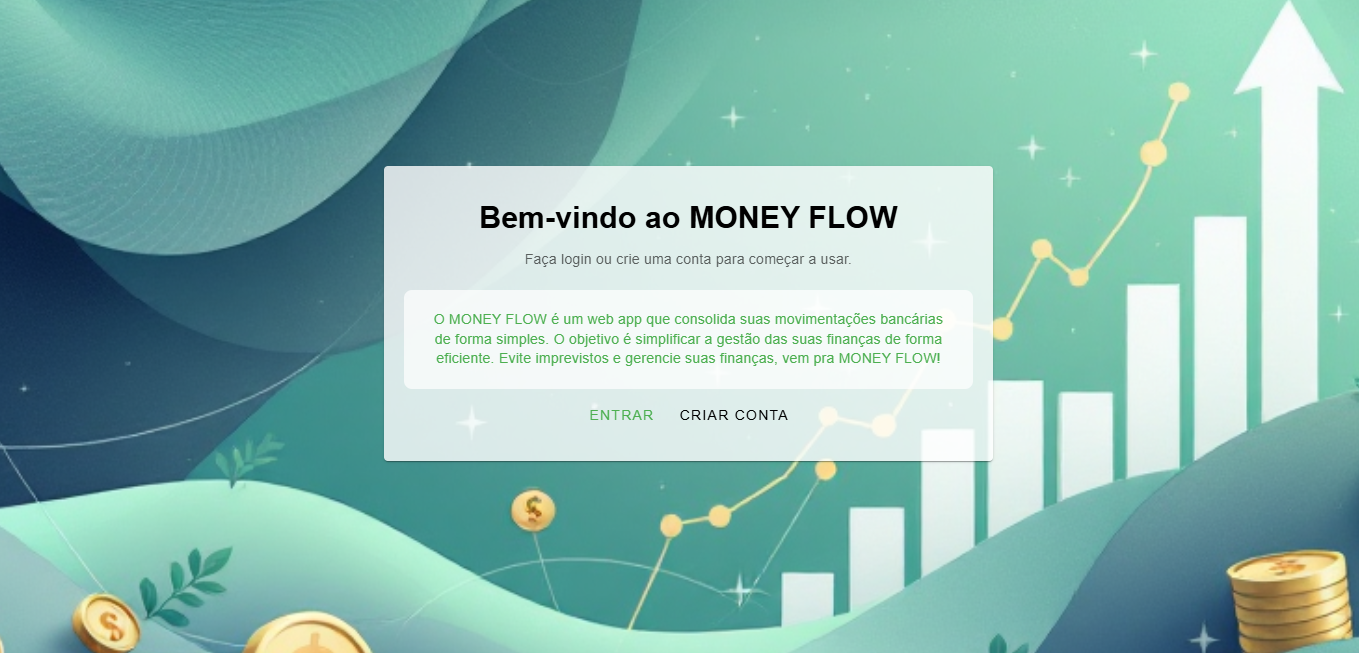 Bem-vindo ao MONEY FLOW
Faça login ou crie uma conta para começar a usar.
O MONEY FLOW é um web app que consolida suas movimentações bancárias
de forma simples. O objetivo é simplificar a gestão das suas finanças de forma
eficiente. Evite imprevistos e gerencie suas finanças, vem pra MONEY FLOW!
ENTRAR CRIAR CONTA